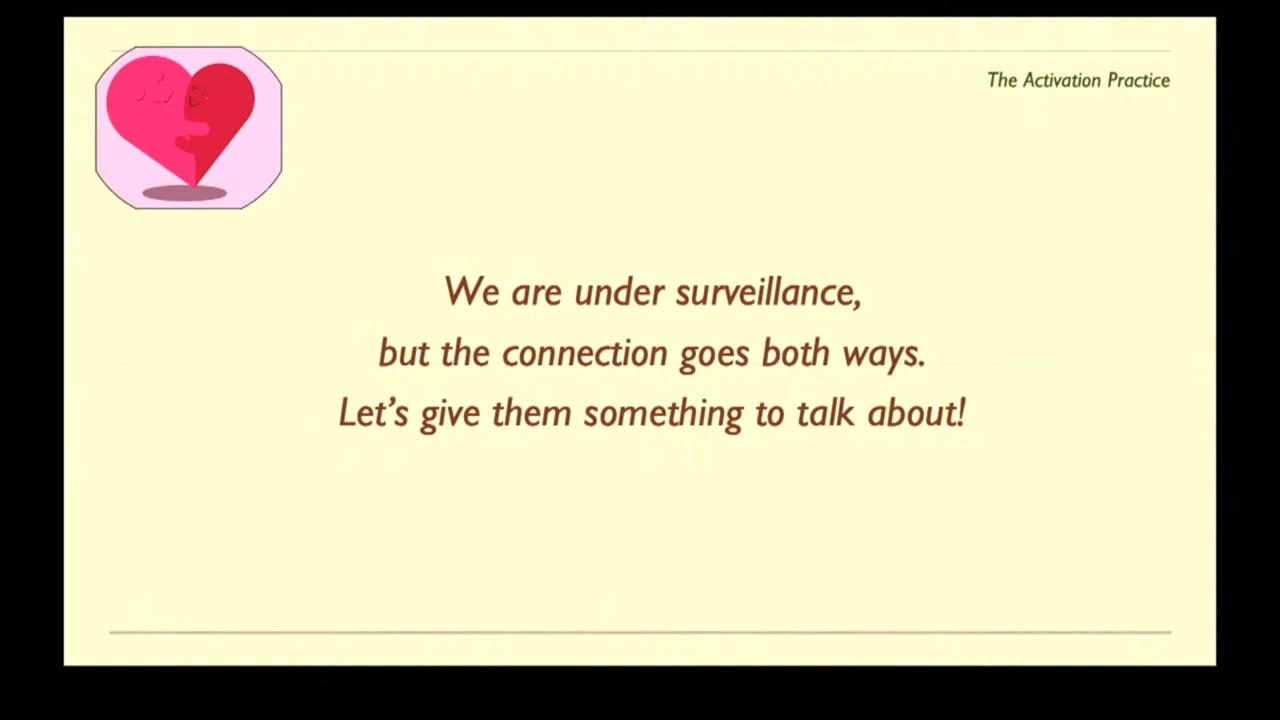 The Activation Practice
We are under surveillance,
but the connection goes both ways.
Let’s give them something to talk about!